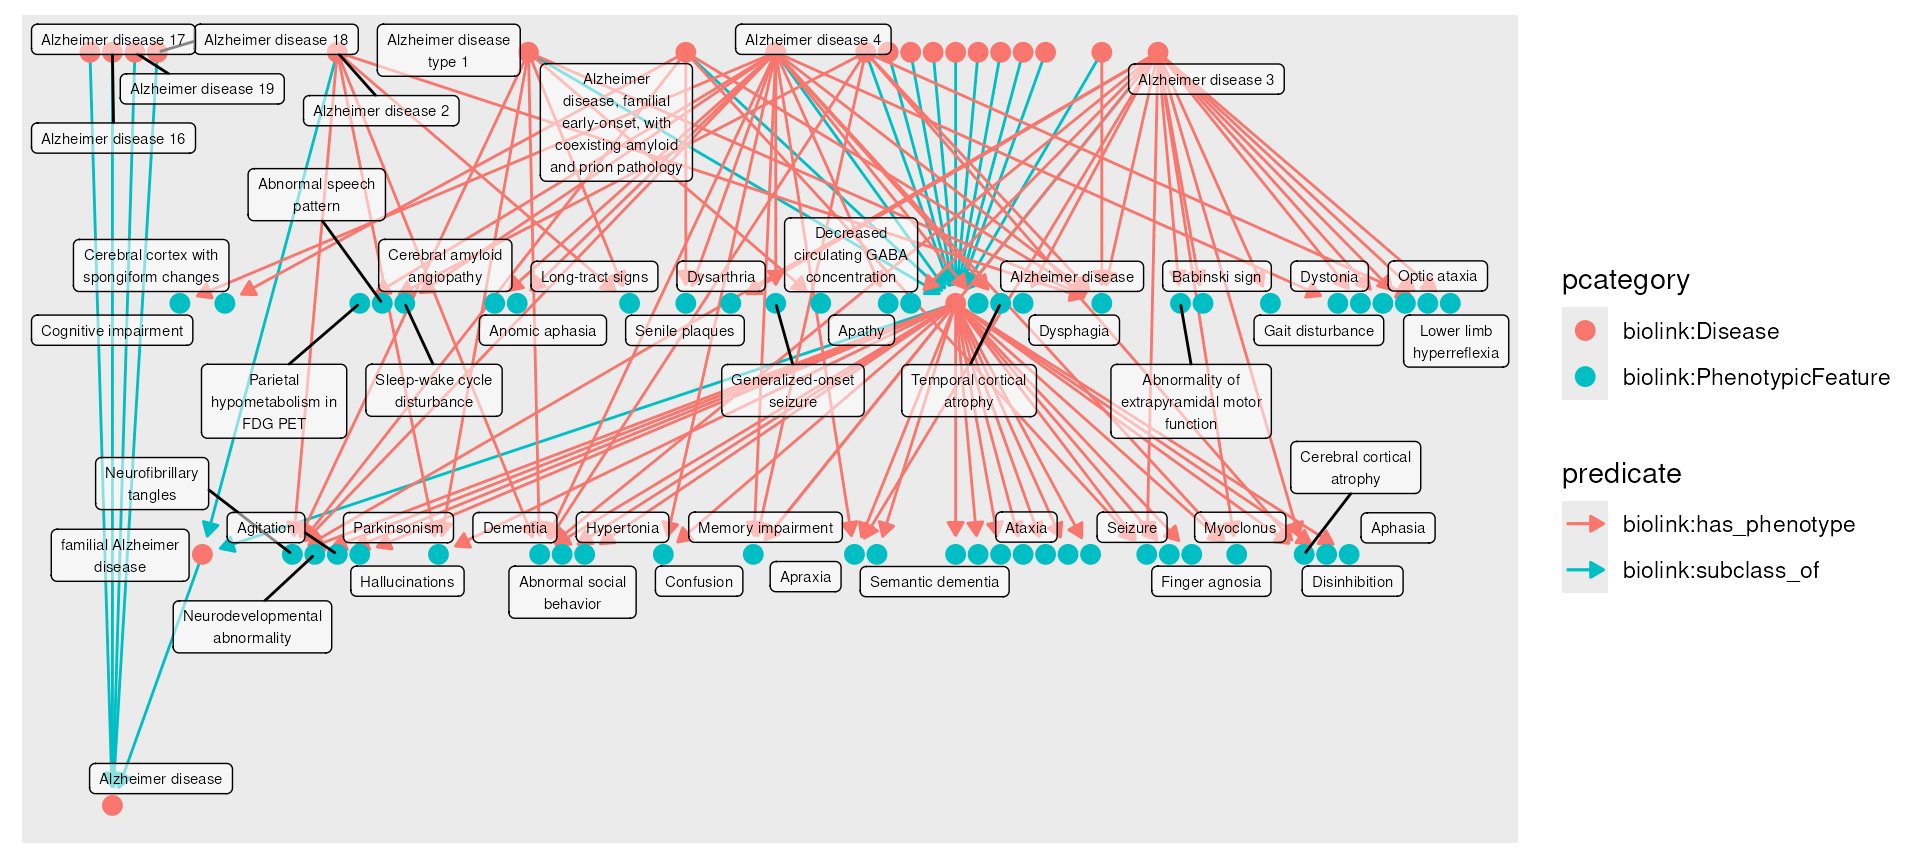 Alzheimer disease 17
Alzheimer disease 18
Alzheimer disease
type 1
Alzheimer disease 4
Alzheimer disease 19
Alzheimer disease 2
Alzheimer disease 16
Alzheimer
disease, familial
early-onset, with
coexisting amyloid
and prion pathology
Alzheimer disease 3
Abnormal speech
pattern
Cerebral cortex with
spongiform changes
Cerebral amyloid
angiopathy
Long-tract signs
Dysarthria
Decreased
circulating GABA
concentration
Alzheimer disease
Babinski sign
Dystonia
Optic ataxia
Cognitive impairment
Anomic aphasia
Senile plaques
Apathy
Dysphagia
Gait disturbance
Lower limb
hyperreflexia
Parietal
hypometabolism in
FDG PET
Sleep-wake cycle
disturbance
Generalized-onset
seizure
Temporal cortical
atrophy
Abnormality of
extrapyramidal motor
function
Neurofibrillary
tangles
Cerebral cortical
atrophy
familial Alzheimer
disease
Agitation
Parkinsonism
Dementia
Hypertonia
Memory impairment
Ataxia
Seizure
Myoclonus
Aphasia
Hallucinations
Abnormal social
behavior
Confusion
Apraxia
Semantic dementia
Finger agnosia
Disinhibition
Neurodevelopmental
abnormality
Alzheimer disease
pcategory
biolink:Disease
biolink:PhenotypicFeature
predicate
biolink:has_phenotype
biolink:subclass_of